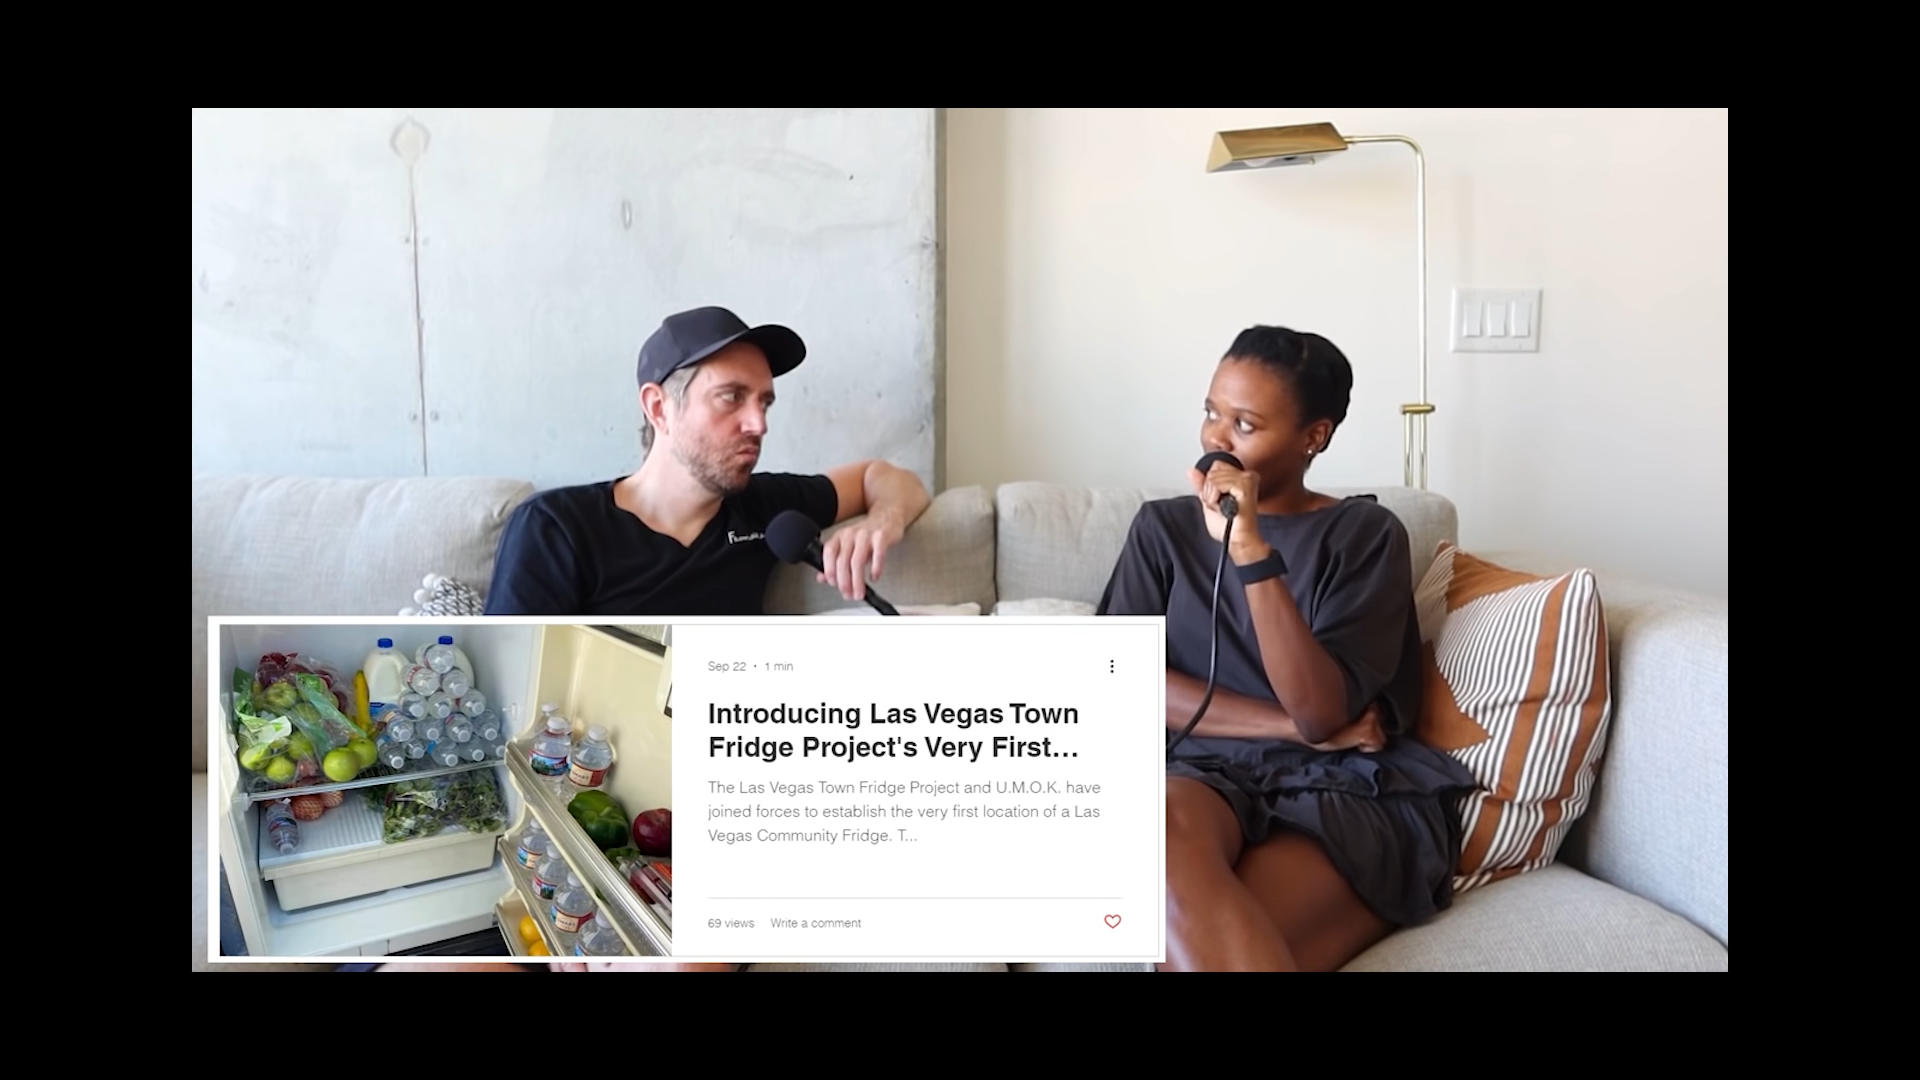 Sep 22 • 1 min
Introducing Las Vegas Town
Fridge Project's Very First...
The Las Vegas Town Fridge Project and U.M.O.K. have
joined forces to establish the very first location of a Las
Vegas Community Fridge. T...
69 views Write a comment